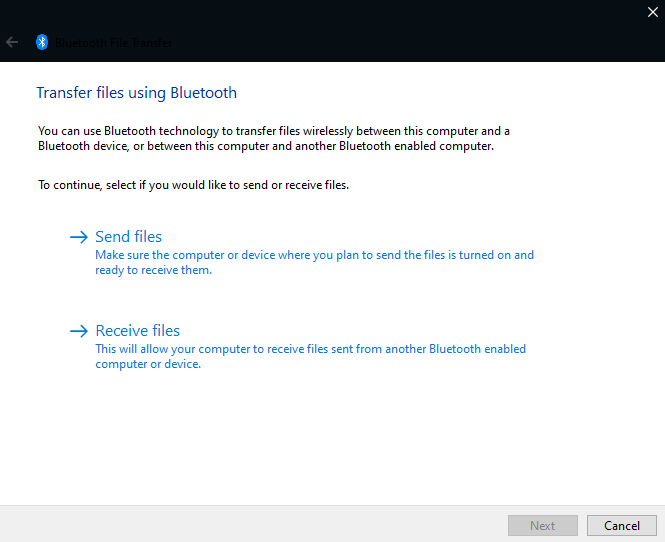 Bluetooth File Transfer
Transfer files using Bluetooth
You can use Bluetooth technology to transfer files wirelessly between this computer and a
Bluetooth device, or between this computer and another Bluetooth enabled computer.
To continue, select if you would like to send or receive files.
Send files
Make sure the computer or device where you plan to send the files is turned on and
ready to receive them.
Receive files
This will allow your computer to receive files sent from another Bluetooth enabled
computer or device.
Next
Cancel